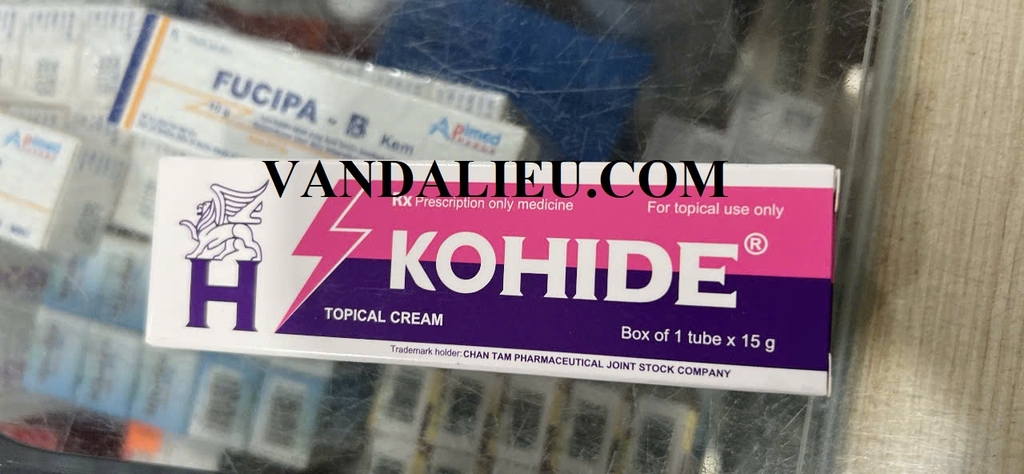 FUCIPA - B Kem
Apimed
VANDALIEU.COM
RX Prescription only medicine
For topical use only
H
KOHIDE®
TOPICAL CREAM
Box of 1 tube x 15 g
Trademark holder: CHAN TAM PHARMACEUTICAL JOINT STOCK COMPANY